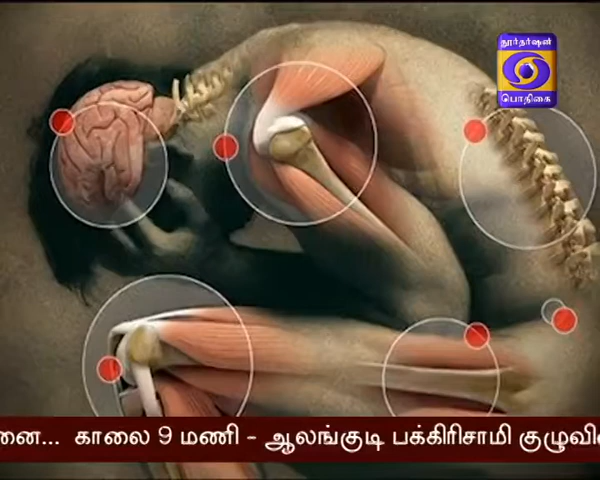 தூர்தர்ஷன்
பொதிகை
னை... காலை 9 மணி - ஆலங்குடி பக்கிரிசாமி குழுவி